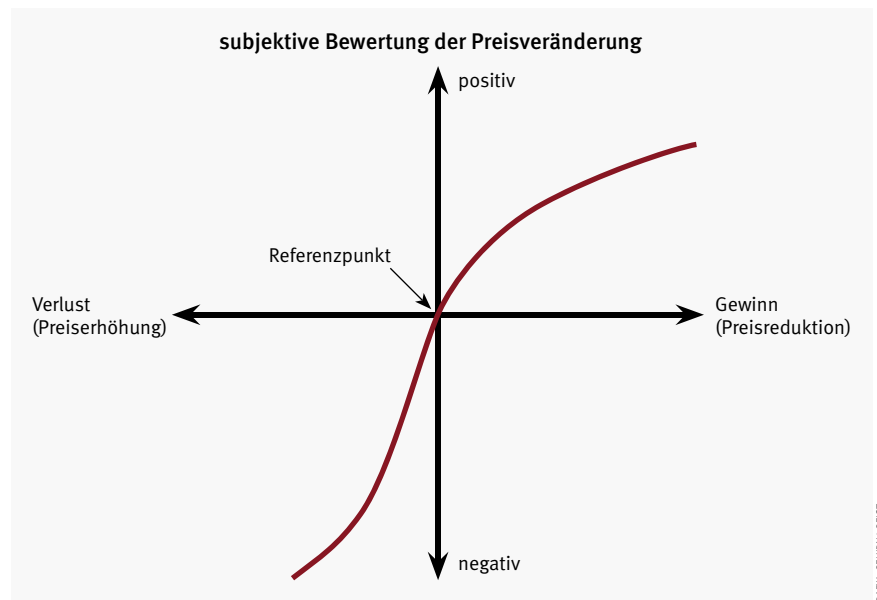 subjektive Bewertung der Preisveränderung
positiv
Referenzpunkt
Verlust
(Preiserhöhung)
Gewinn
(Preisreduktion)
negativ